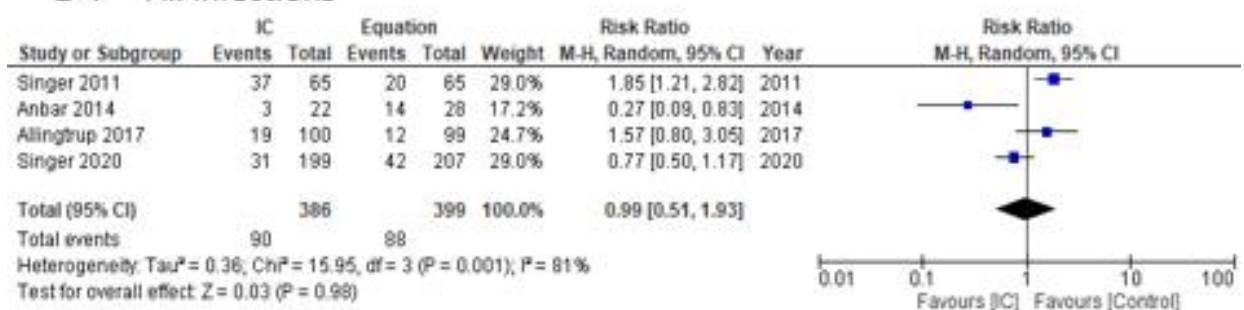 IC Equation Risk Ratio Risk Ratio
Study or Subgroup Events Total Events Total Weight M-H, Random, 95% CI Year M-H, Random, 95% CI
Singer 2011 37 65 20 65 29.0% 1.85 [1.21, 2.82] 2011
Anbar 2014 3 22 14 28 17.2% 0.27 [0.09, 0.83] 2014
Allingtrup 2017 19 100 12 99 24.7% 1.57 [0.80, 3.05] 2017
Singer 2020 31 199 42 207 29.0% 0.77 [0.50, 1.17] 2020
Total (95% CI) 386 399 100.0% 0.99 [0.51, 1.93]
Total events 90 88
Heterogeneity: Tau² = 0.36; Chi² = 15.95, df = 3 (P = 0.001); I² = 81%
Test for overall effect: Z = 0.03 (P = 0.98)
0.01 0.1 1 10 100
Favours [IC] Favours [Control]